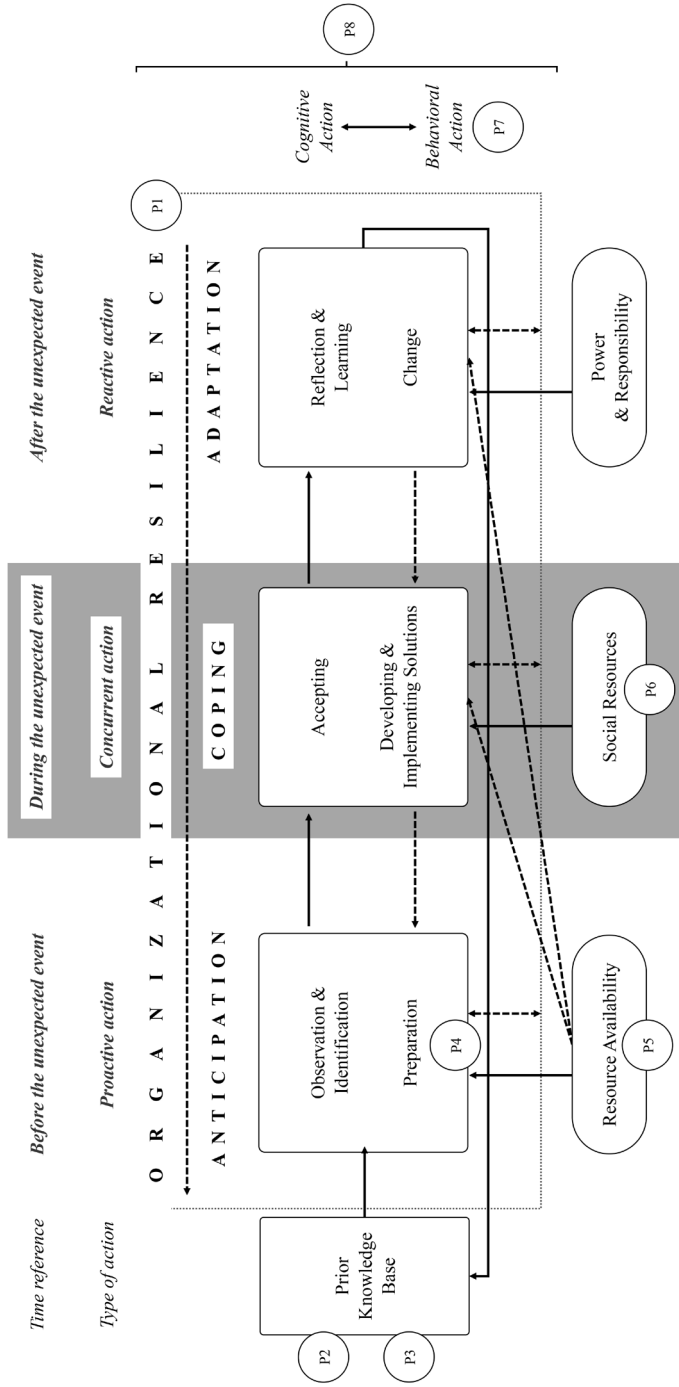 Time reference
Before the unexpected event
During the unexpected event
After the unexpected event
Type of action
Proactive action
Concurrent action
Reactive action
O R G A N I Z A T I O N A L R E S I L I E N C E
P1
A N T I C I P A T I O N
C O P I N G
A D A P T A T I O N
P2
P3
Prior
Knowledge
Base
Observation &
Identification
Preparation
P4
Accepting
Developing &
Implementing Solutions
Reflection &
Learning
Change
Cognitive
Action
Behavioral
Action
P7
P8
Resource Availability
P5
Social Resources
P6
Power
& Responsibility